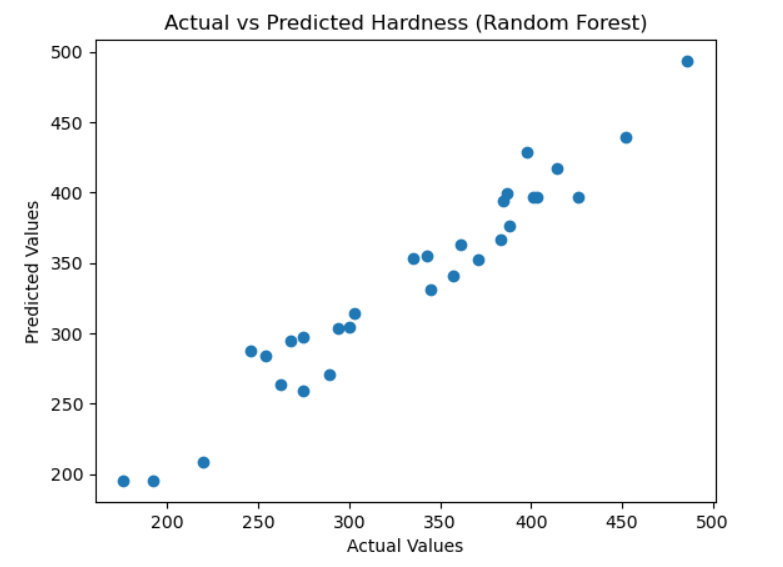 Actual vs Predicted Hardness (Random Forest)
500
450
400
350
300
250
200
Predicted Values
200 250 300 350 400 450 500
Actual Values